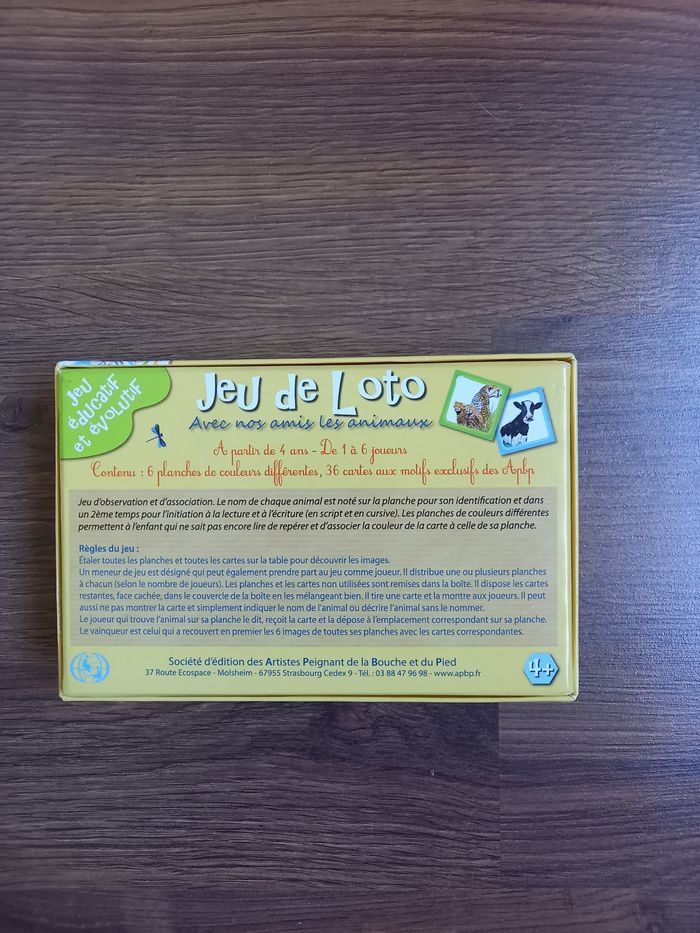 Jeu
éducatif
et évolutif
Jeu de Loto
Avec nos amis les animaux
A partir de 4 ans - De 1 à 6 joueurs
Contenu : 6 planches de couleurs différentes, 36 cartes aux motifs exclusifs des Apbp
Jeu d'observation et d'association. Le nom de chaque animal est noté sur la planche pour son identification et dans
un 2ème temps pour l'initiation à la lecture et à l'écriture (en script et en cursive). Les planches de couleurs différentes
permettent à l'enfant qui ne sait pas encore lire de repérer et d'associer la couleur de la carte à celle de sa planche.
Règles du jeu :
Étaler toutes les planches et toutes les cartes sur la table pour découvrir les images.
Un meneur de jeu est désigné qui peut également prendre part au jeu comme joueur. Il distribue une ou plusieurs planches
à chacun (selon le nombre de joueurs). Les planches et les cartes non utilisées sont remises dans la boîte. Il dispose les cartes
restantes, face cachée, dans le couvercle de la boîte en les mélangeant bien. Il tire une carte et la montre aux joueurs. Il peut
aussi ne pas montrer la carte et simplement indiquer le nom de l'animal ou décrire l'animal sans le nommer.
Le joueur qui trouve l'animal sur sa planche le dit, reçoit la carte et la dépose à l'emplacement correspondant sur sa planche.
Le vainqueur est celui qui a recouvert en premier les 6 images de toutes ses planches avec les cartes correspondantes.
Société d'édition des Artistes Peignant de la Bouche et du Pied
37 Route Ecospace - Molsheim - 67955 Strasbourg Cedex 9 - Tél. : 03 88 47 96 98 - www.apbp.fr
4+